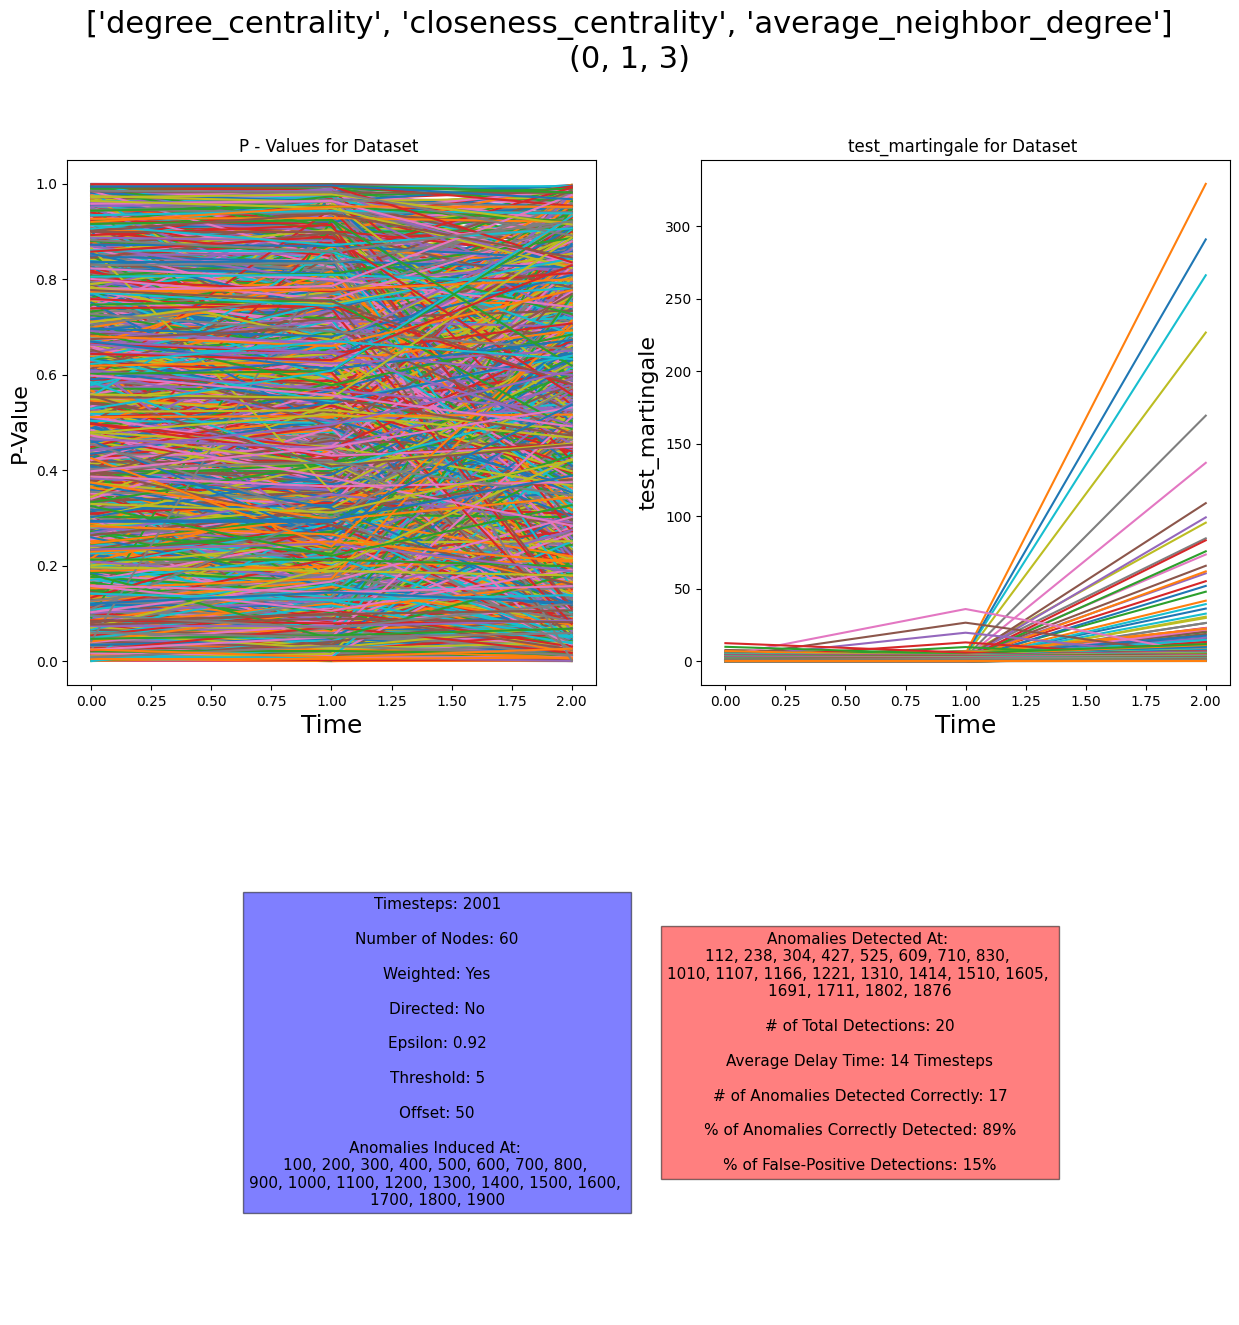 ['degree_centrality', 'closeness_centrality', 'average_neighbor_degree']
(0, 1, 3)
P - Values for Dataset
1.0
0.8
0.6
0.4
0.2
0.0
P-Value
0.00 0.25 0.50 0.75 1.00 1.25 1.50 1.75 2.00
Time
test_martingale for Dataset
300
250
200
150
100
50
0
test_martingale
0.00 0.25 0.50 0.75 1.00 1.25 1.50 1.75 2.00
Time
Timesteps: 2001
Number of Nodes: 60
Weighted: Yes
Directed: No
Epsilon: 0.92
Threshold: 5
Offset: 50
Anomalies Induced At:
100, 200, 300, 400, 500, 600, 700, 800,
900, 1000, 1100, 1200, 1300, 1400, 1500, 1600,
1700, 1800, 1900
Anomalies Detected At:
112, 238, 304, 427, 525, 609, 710, 830,
1010, 1107, 1166, 1221, 1310, 1414, 1510, 1605,
1691, 1711, 1802, 1876
# of Total Detections: 20
Average Delay Time: 14 Timesteps
# of Anomalies Detected Correctly: 17
% of Anomalies Correctly Detected: 89%
% of False-Positive Detections: 15%